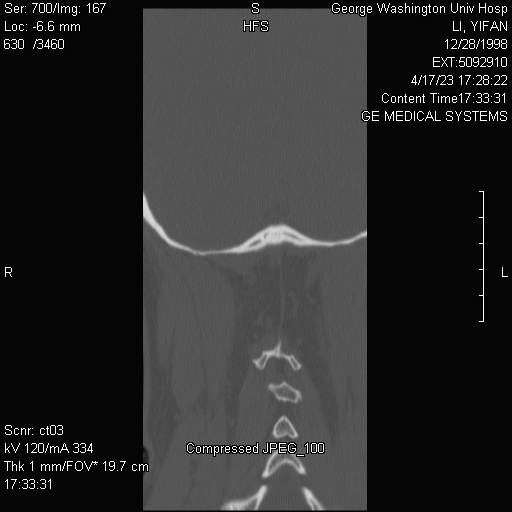 Ser: 700/Img: 167
Loc: -6.6 mm
630 /3460
S
HFS
George Washington Univ Hosp
LI, YIFAN
12/28/1998
EXT:5092910
4/17/23 17:28:22
Content Time17:33:31
GE MEDICAL SYSTEMS
R
L
Scnr: ct03
kV 120/mA 334
Thk 1 mm/FOV* 19.7 cm
17:33:31
Compressed JPEG_100